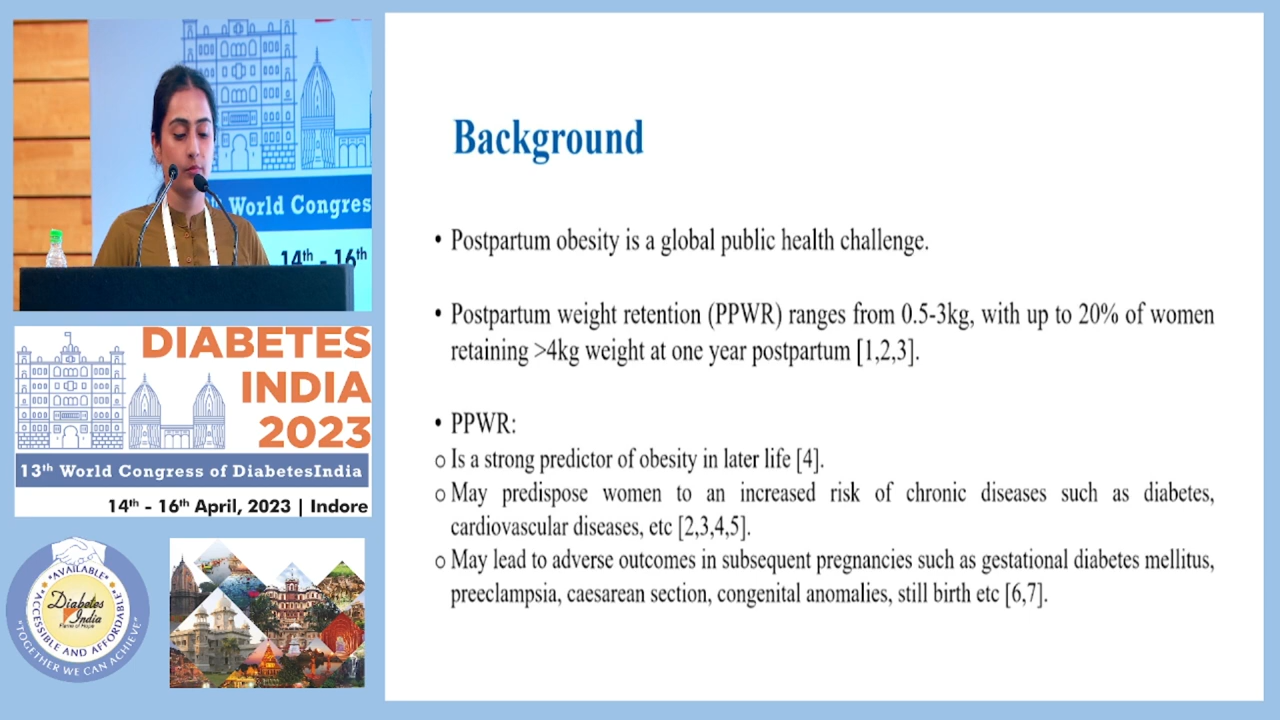 World Congres
14th - 16th
DIABETES
INDIA
2023
13th World Congress of DiabetesIndia
14th - 16th April, 2023 | Indore
"AVAILABLE"
"ACCESSIBLE AND AFFORDABLE"
"TOGETHER WE CAN ACHIEVE"
Diabetes
India
Background
• Postpartum obesity is a global public health challenge.
• Postpartum weight retention (PPWR) ranges from 0.5-3kg, with up to 20% of women
retaining >4kg weight at one year postpartum [1,2,3].
• PPWR:
o Is a strong predictor of obesity in later life [4].
o May predispose women to an increased risk of chronic diseases such as diabetes,
cardiovascular diseases, etc [2,3,4,5].
o May lead to adverse outcomes in subsequent pregnancies such as gestational diabetes mellitus,
preeclampsia, caesarean section, congenital anomalies, still birth etc [6,7].